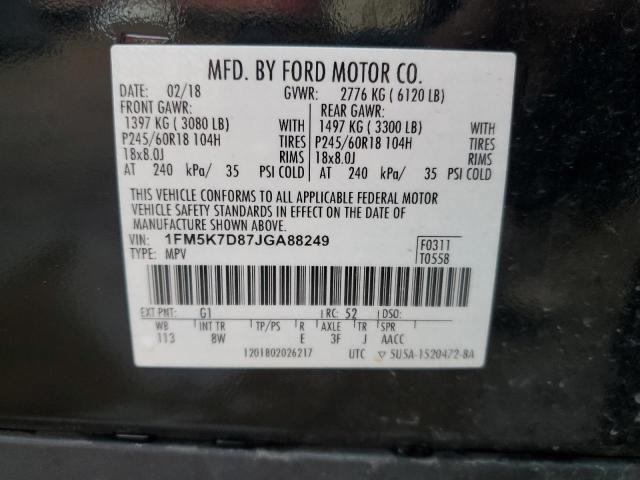 MFD. BY FORD MOTOR CO.
DATE: 02/18 GVWR: 2776 KG ( 6120 LB)
FRONT GAWR: REAR GAWR:
1397 KG ( 3080 LB) WITH 1497 KG ( 3300 LB) WITH
P245/60R18 104H TIRES P245/60R18 104H TIRES
18x8.0J RIMS 18x8.0J RIMS
AT 240 kPa/ 35 PSI COLD AT 240 kPa/ 35 PSI COLD
THIS VEHICLE CONFORMS TO ALL APPLICABLE FEDERAL MOTOR
VEHICLE SAFETY STANDARDS IN EFFECT ON THE DATE OF
MANUFACTURE SHOWN ABOVE.
VIN: 1FM5K7D87JGA88249 F0311
TYPE: MPV T0558
EXT PNT: G1 RC: 52 DSO:
WB INT TR TP/PS R AXLE TR SPR
113 8W E 3F J AACC
1201802026217 UTC ▽ 5U5A-1520472-BA